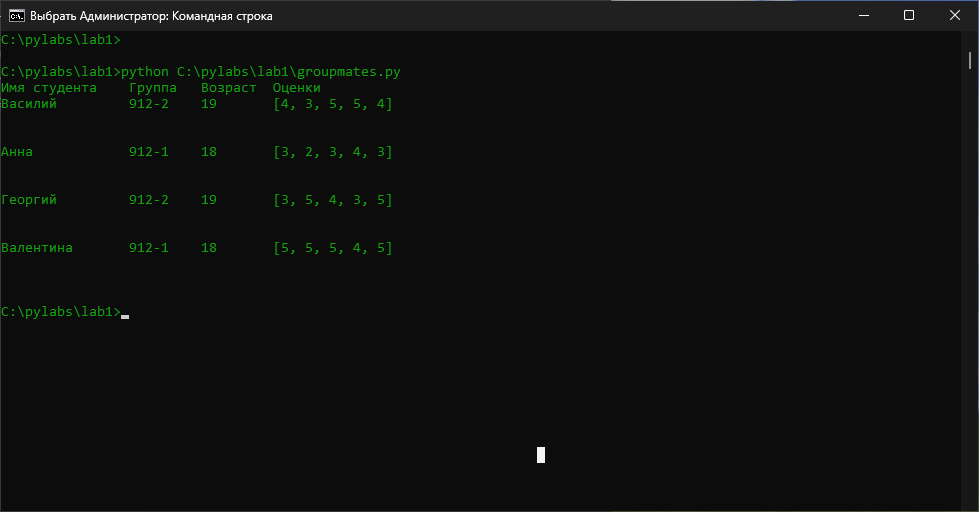 Выбрать Администратор: Командная строка
C:\pylabs\lab1>
C:\pylabs\lab1>python C:\pylabs\lab1\groupmates.py
Имя студента    Группа   Возраст  Оценки
Василий         912-2    19       [4, 3, 5, 5, 4]
Анна            912-1    18       [3, 2, 3, 4, 3]
Георгий         912-2    19       [3, 5, 4, 3, 5]
Валентина       912-1    18       [5, 5, 5, 4, 5]
C:\pylabs\lab1>